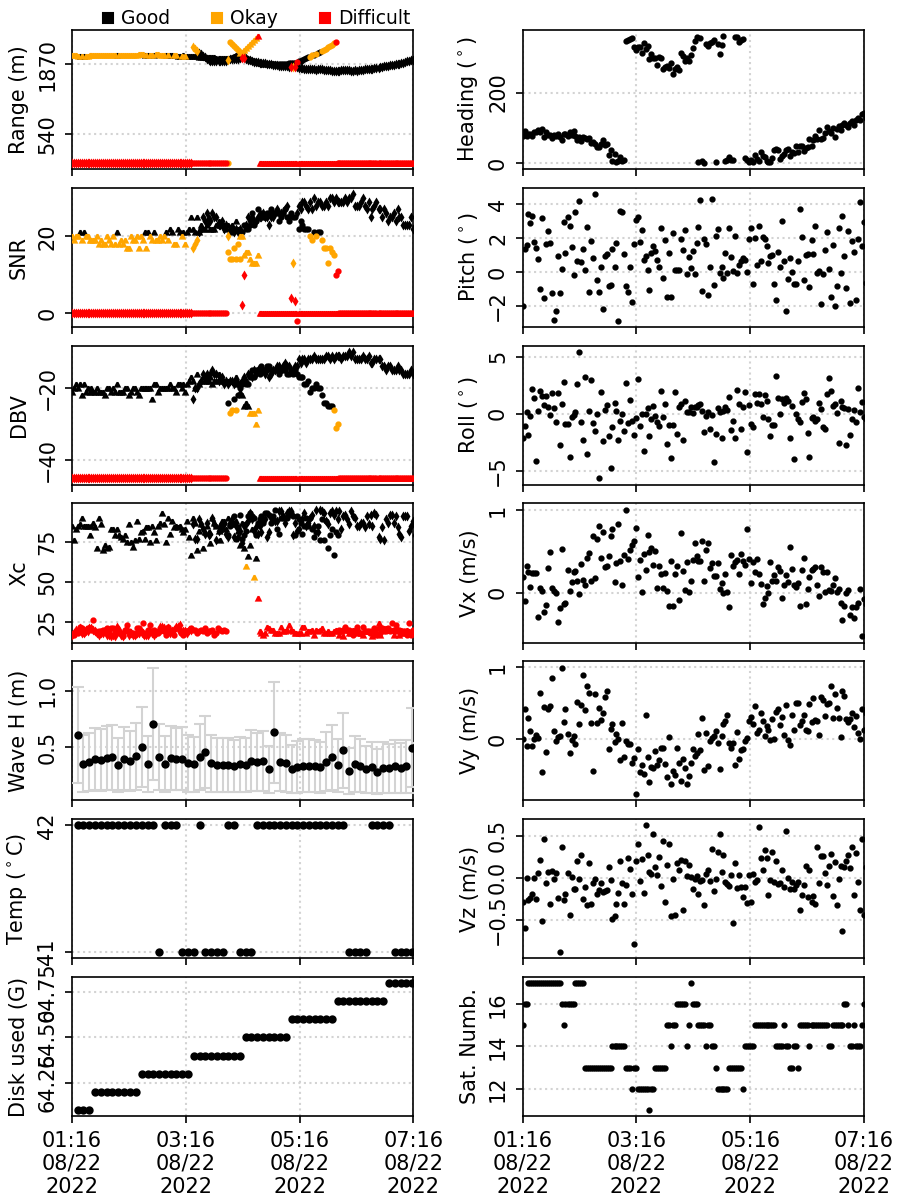 Good Okay Difficult
Range (m)
1870
540
Heading (°)
200
0
SNR
20
0
Pitch (°)
4
2
0
−2
DBV
−20
−40
Roll (°)
5
0
−5
Xc
75
50
25
Vx (m/s)
1
0
Wave H (m)
1.0
0.5
Vy (m/s)
1
0
Temp (°C)
42
41
Vz (m/s)
0.5
0.0
−0.5
Disk used (G)
64.75
64.50
64.25
Sat. Numb.
16
14
12
01:16 03:16 05:16 07:16
08/22 08/22 08/22 08/22
2022 2022 2022 2022
01:16 03:16 05:16 07:16
08/22 08/22 08/22 08/22
2022 2022 2022 2022